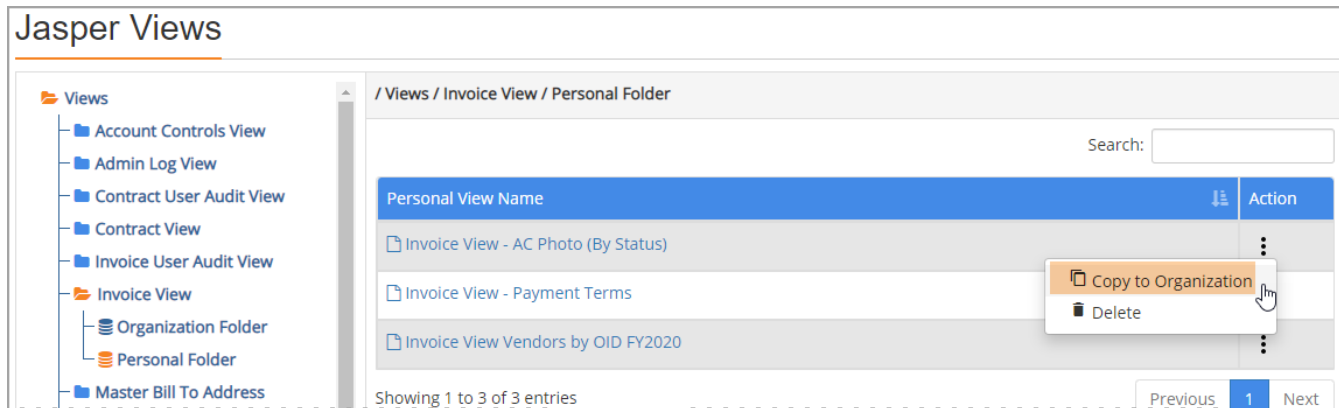 Jasper Views
Views
Account Controls View
Admin Log View
Contract User Audit View
Contract View
Invoice User Audit View
Invoice View
Organization Folder
Personal Folder
Master Bill To Address
/ Views / Invoice View / Personal Folder
Search:
Personal View Name Action
Invoice View - AC Photo (By Status)
Invoice View - Payment Terms
Invoice View Vendors by OID FY2020
Copy to Organization
Delete
Showing 1 to 3 of 3 entries
Previous 1 Next